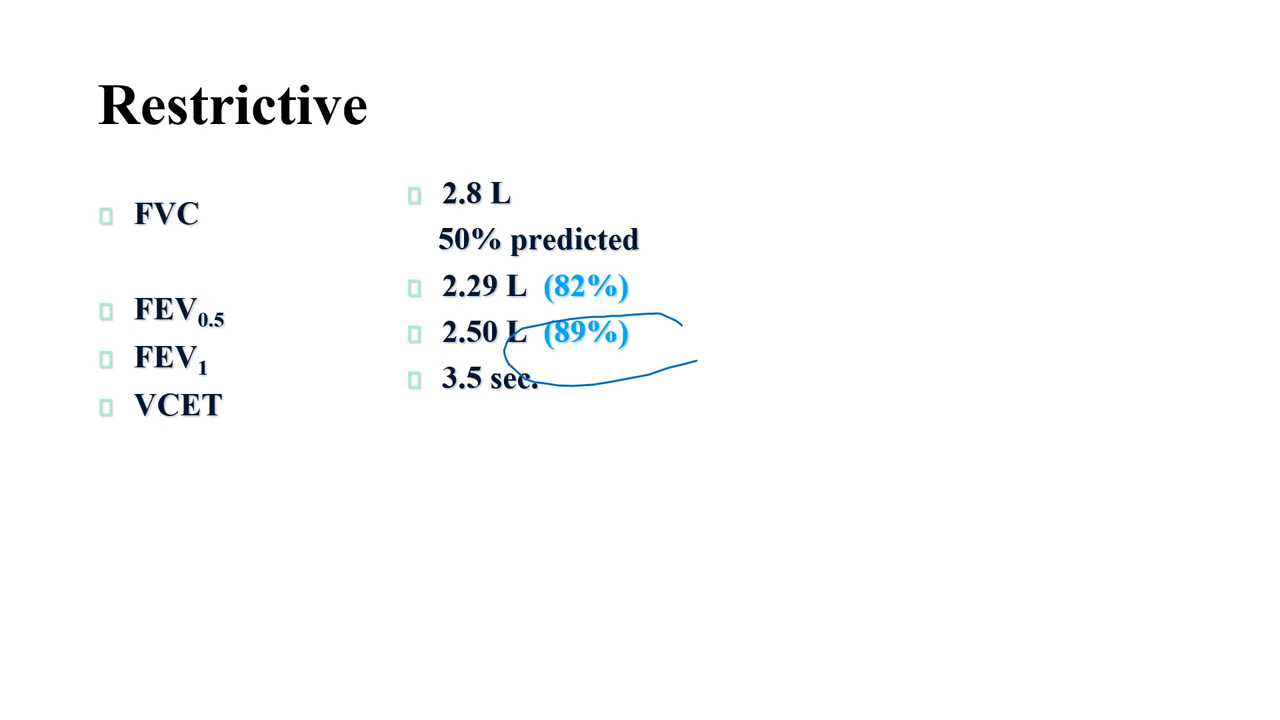 Restrictive
FVC
FEV0.5
FEV1
VCET
2.8 L
50% predicted
2.29 L (82%)
2.50 L (89%)
3.5 sec.